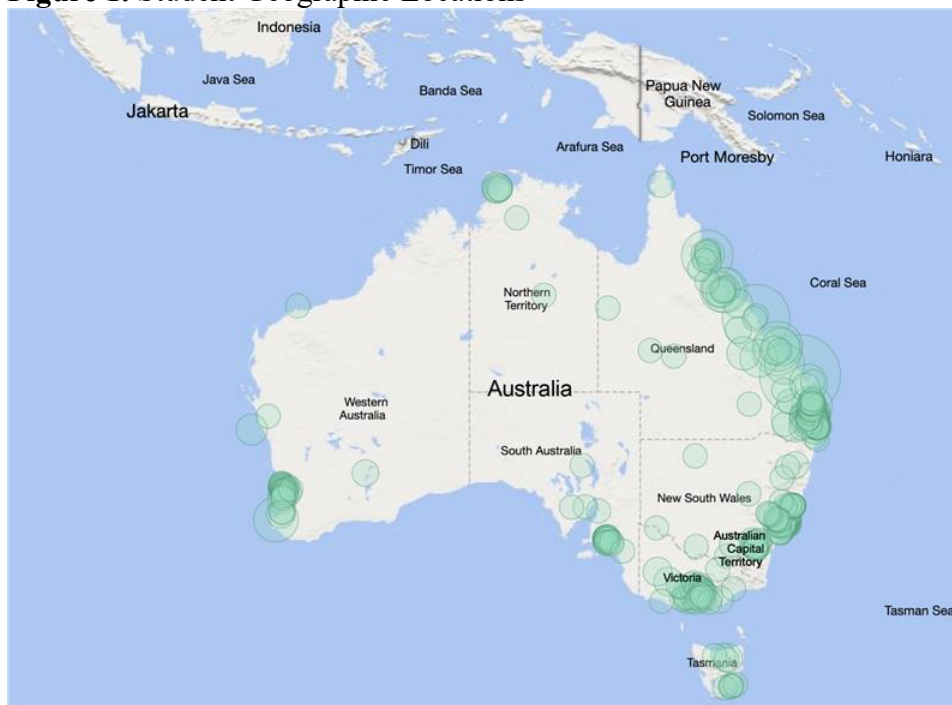 Figure 1. Student Geographic Locations
Indonesia
Java Sea
Banda Sea
Papua New
Guinea
Jakarta
Solomon Sea
Dili
Arafura Sea
Timor Sea
Port Moresby
Honiara
Coral Sea
Northern
Territory
Queensland
Australia
Western
Australia
South Australia
New South Wales
Australian
Capital
Territory
Victoria
Tasman Sea
Tasmania